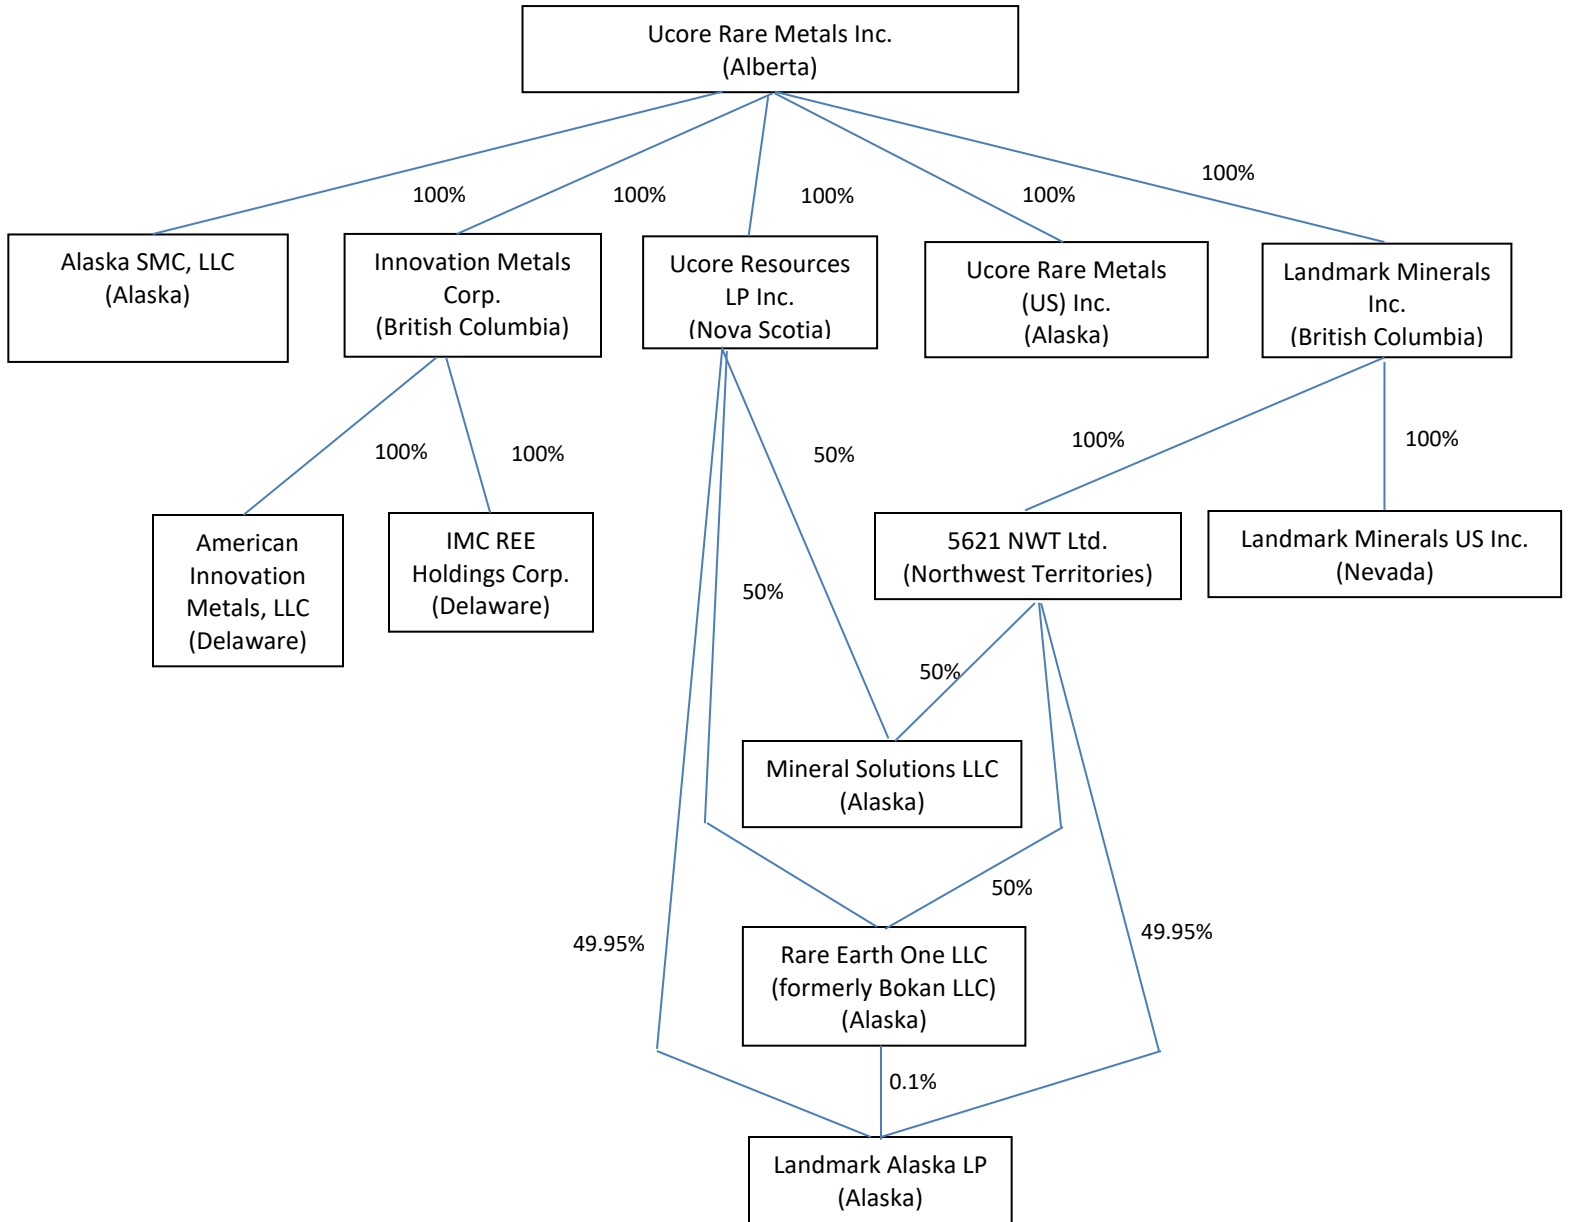 Ucore Rare Metals Inc.
(Alberta)
100%
100%
100%
100%
100%
Alaska SMC, LLC
(Alaska)
Innovation Metals
Corp.
(British Columbia)
Ucore Resources
LP Inc.
(Nova Scotia)
Ucore Rare Metals
(US) Inc.
(Alaska)
Landmark Minerals
Inc.
(British Columbia)
100%
100%
50%
100%
100%
American
Innovation
Metals, LLC
(Delaware)
IMC REE
Holdings Corp.
(Delaware)
5621 NWT Ltd.
(Northwest Territories)
Landmark Minerals US Inc.
(Nevada)
50%
50%
Mineral Solutions LLC
(Alaska)
50%
49.95%
49.95%
Rare Earth One LLC
(formerly Bokan LLC)
(Alaska)
0.1%
Landmark Alaska LP
(Alaska)